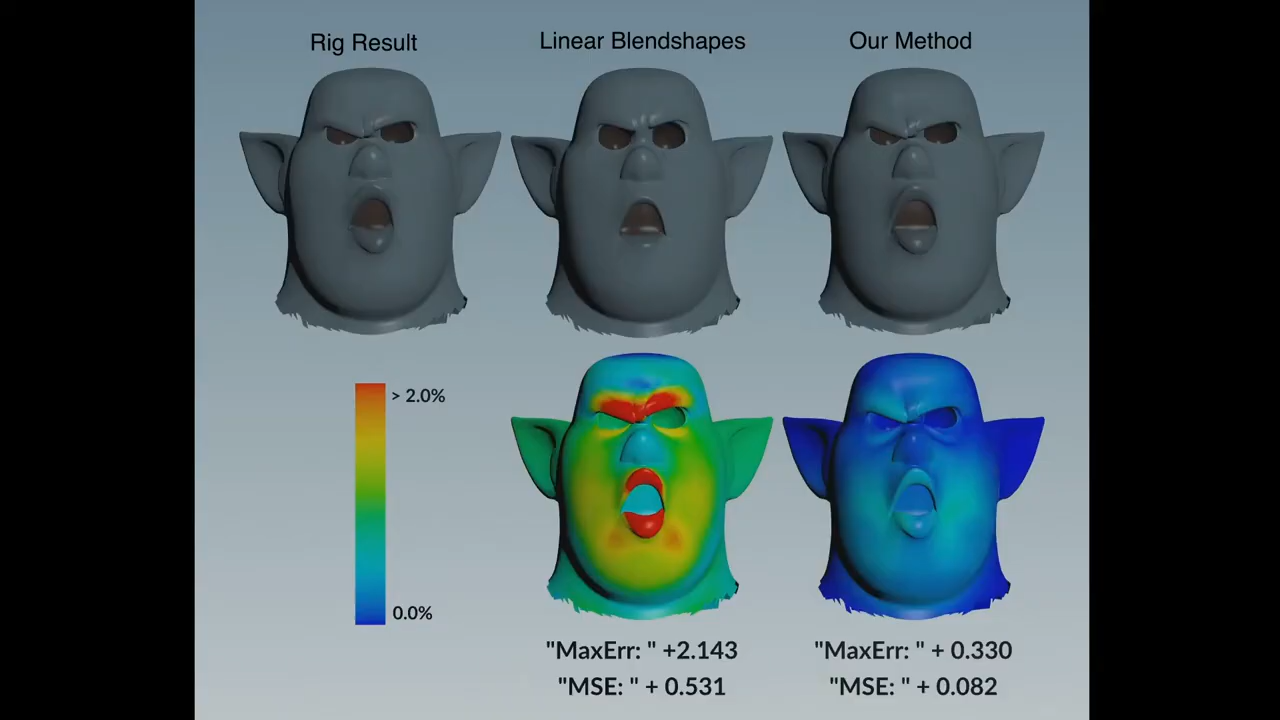 Rig Result
Linear Blendshapes
Our Method
> 2.0%
0.0%
"MaxErr: " +2.143
"MaxErr: " + 0.330
"MSE: " + 0.531
"MSE: " + 0.082